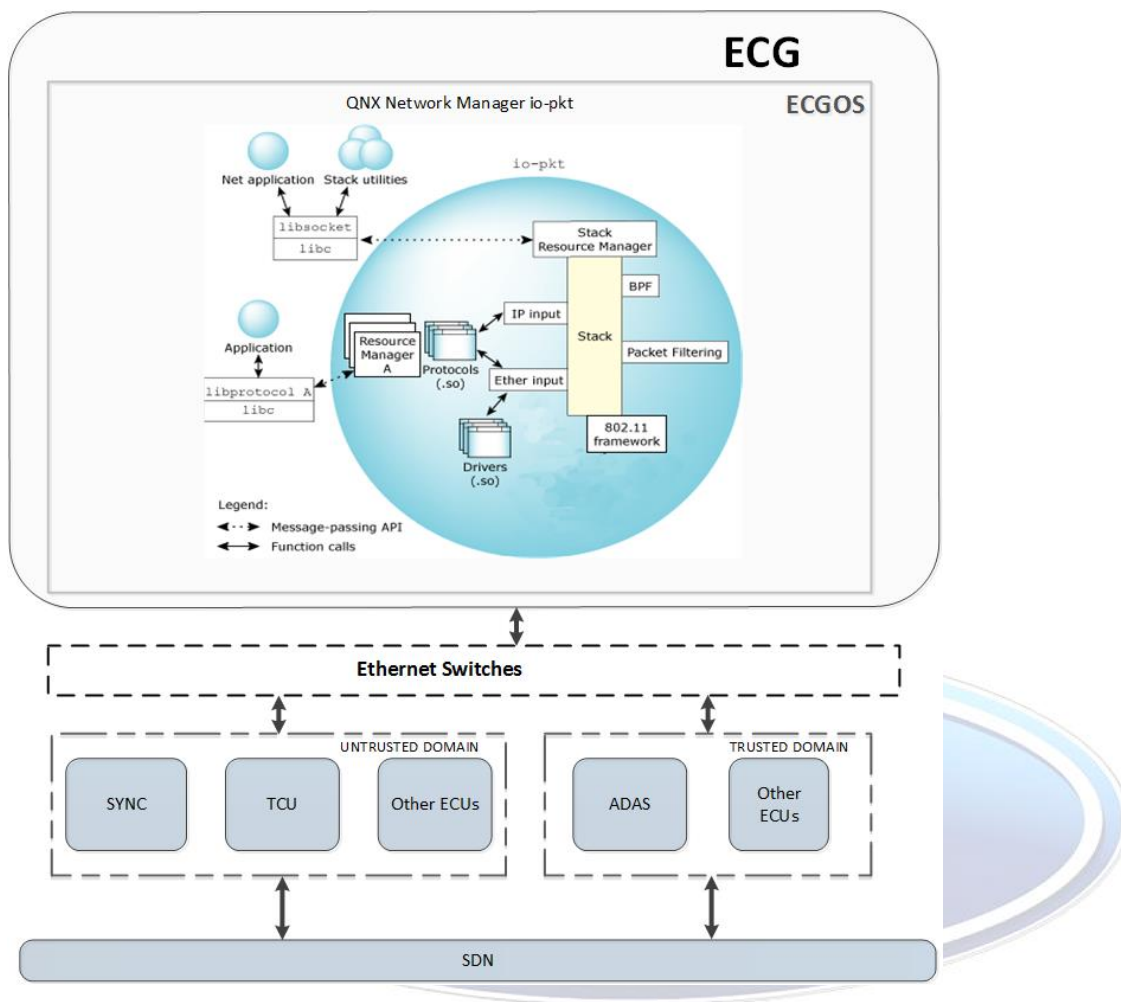 ECG
QNX Network Manager io-pkt
ECGOS
io-pkt
Net application
Stack utilities
libsocket
libc
Stack
Resource Manager
BPF
IP input
Stack
Packet Filtering
Application
Resource
Manager
A
Protocols
(.so)
Ether input
libprotocol A
libc
802.11
framework
Drivers
(.so)
Legend:
Message-passing API
Function calls
Ethernet Switches
UNTRUSTED DOMAIN
SYNC
TCU
Other ECUs
TRUSTED DOMAIN
ADAS
Other
ECUs
SDN